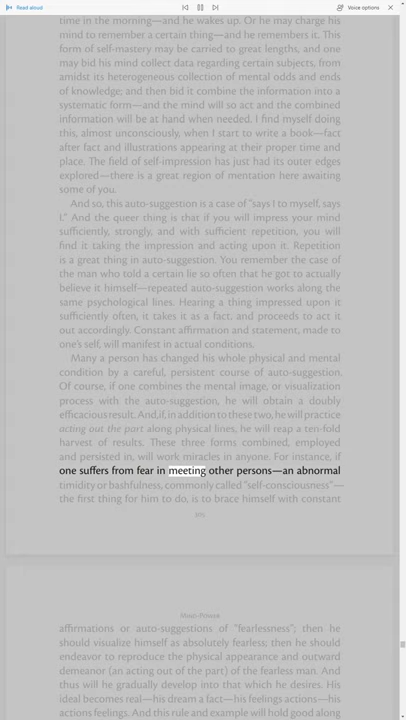 Read aloud
Voice options
time in the morning—and he wakes up. Or he may charge his
mind to remember a certain thing—and he remembers it. This
form of self-mastery may be carried to great lengths, and one
may bid his mind collect data regarding certain subjects, from
amidst its heterogeneous collection of mental odds and ends
of knowledge; and then bid it combine the information into a
systematic form—and the mind will so act and the combined
information will be at hand when needed. I find myself doing
this, almost unconsciously, when I start to write a book—fact
after fact and illustrations appearing at their proper time and
place. The field of self-impression has just had its outer edges
explored—there is a great region of mentation here awaiting
some of you.
And so, this auto-suggestion is a case of "says I to myself, says
I." And the queer thing is that if you will impress your mind
sufficiently, strongly, and with sufficient repetition, you will
find it taking the impression and acting upon it. Repetition
is a great thing in auto-suggestion. You remember the case of
the man who told a certain lie so often that he got to actually
believe it himself—repeated auto-suggestion works along the
same psychological lines. Hearing a thing impressed upon it
sufficiently often, it takes it as a fact, and proceeds to act it
out accordingly. Constant affirmation and statement, made to
one's self, will manifest in actual conditions.
Many a person has changed his whole physical and mental
condition by a careful, persistent course of auto-suggestion.
Of course, if one combines the mental image, or visualization
process with the auto-suggestion, he will obtain a doubly
efficacious result. And, if, in addition to these two, he will practice
acting out the part along physical lines, he will reap a ten-fold
harvest of results. These three forms combined, employed
and persisted in, will work miracles in anyone. For instance, if
one suffers from fear in meeting other persons—an abnormal
timidity or bashfulness, commonly called "self-consciousness"—
the first thing for him to do, is to brace himself with constant
Mind-Power
affirmations or auto-suggestions of "fearlessness"; then he
should visualize himself as absolutely fearless; then he should
endeavor to reproduce the physical appearance and outward
demeanor (an acting out of the part) of the fearless man. And
thus will he gradually develop into that which he desires. His
ideal becomes real—his dream a fact—his feelings actions—his
actions feelings. And this rule and example will hold good along